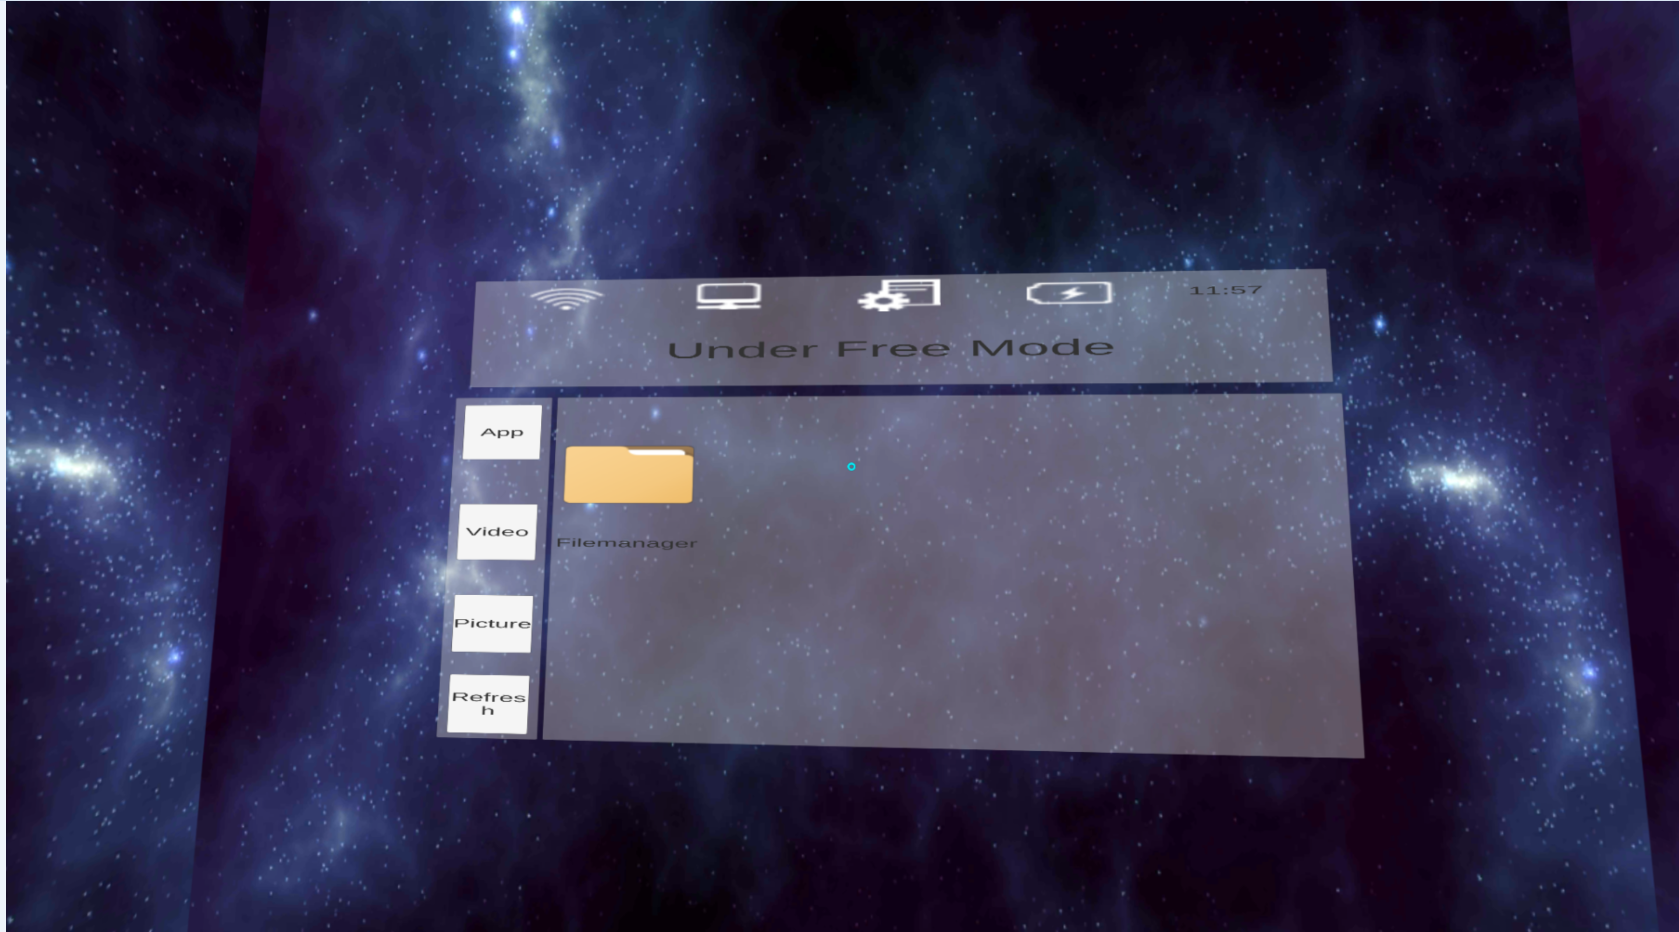 11:57
Under Free Mode
App
Filemanager
Video
Picture
Refres
h